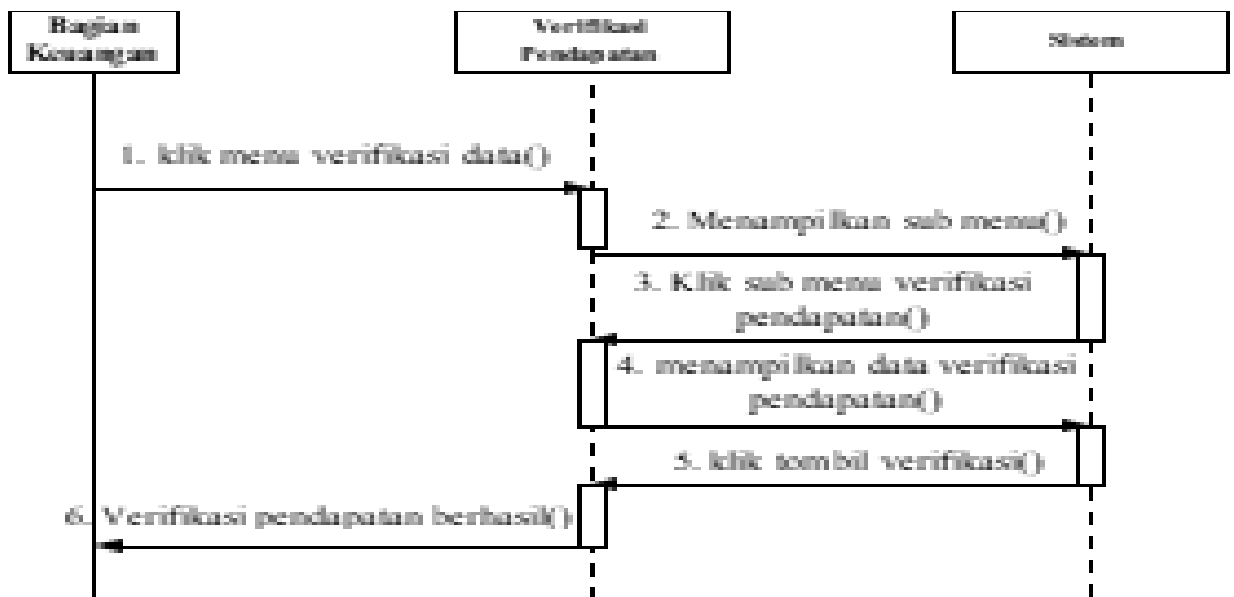 Bagian
Keuangan
Verifikasi
Pendapatan
Sistem
1. klik menu verifikasi data()
2. Menampilkan sub menu()
3. Klik sub menu verifikasi
pendapatan()
4. menampilkan data verifikasi
pendapatan()
5. klik tombil verifikasi()
6. Verifikasi pendapatan berhasil()